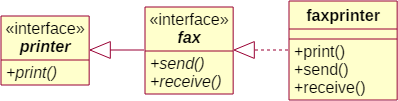 «interface»
printer
+print()
«interface»
fax
+send()
+receive()
faxprinter
+print()
+send()
+receive()